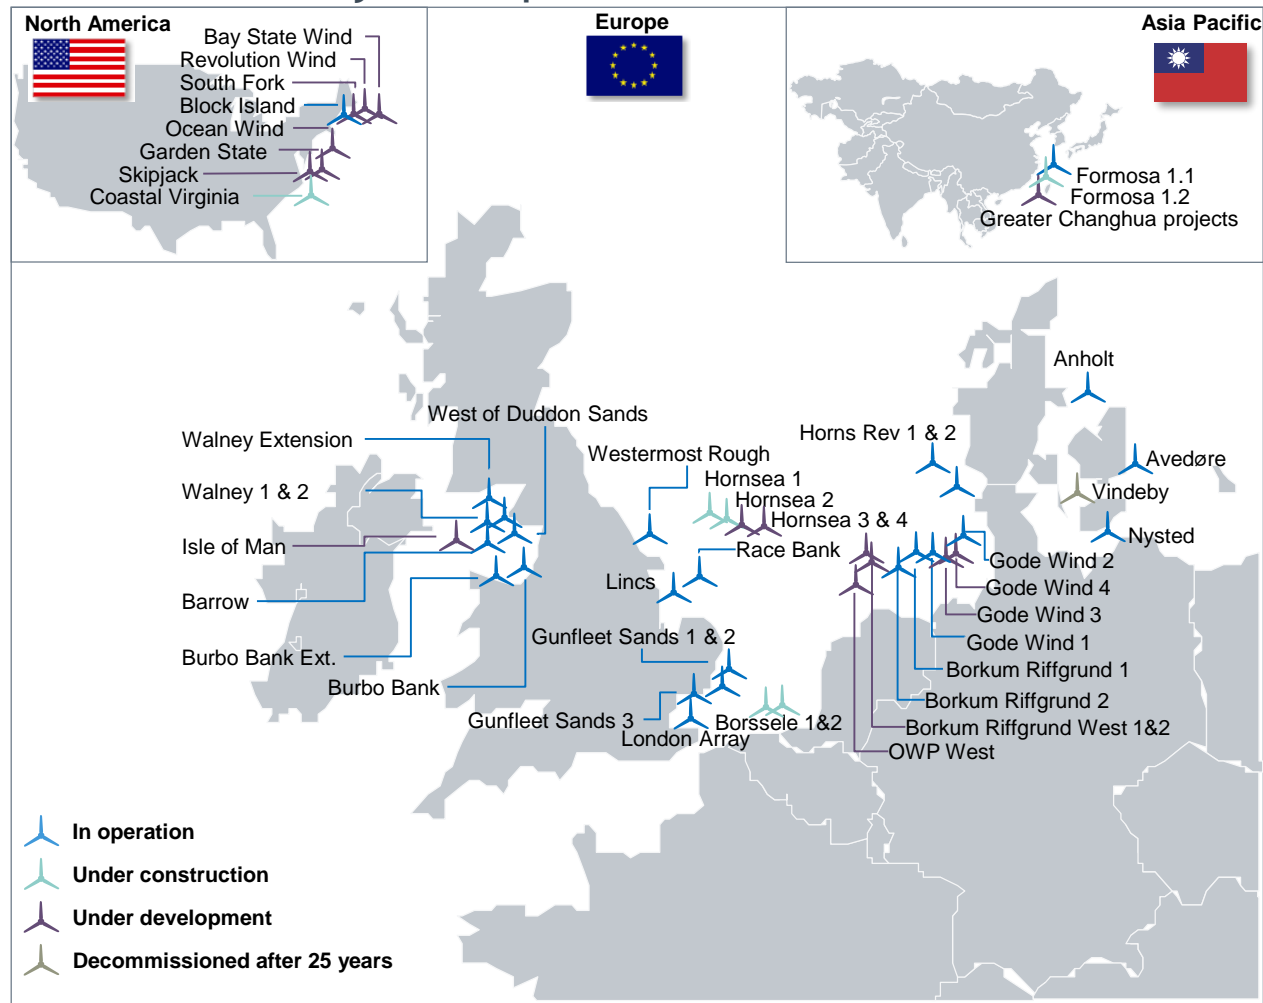 North America
Bay State Wind
Revolution Wind
South Fork
Block Island
Ocean Wind
Garden State
Skipjack
Coastal Virginia
Europe
Asia Pacific
Formosa 1.1
Formosa 1.2
Greater Changhua projects
Anholt
West of Duddon Sands
Walney Extension
Horns Rev 1 & 2
Westermost Rough
Avedøre
Hornsea 1
Walney 1 & 2
Vindeby
Hornsea 2
Hornsea 3 & 4
Nysted
Isle of Man
Race Bank
Gode Wind 2
Lincs
Gode Wind 4
Barrow
Gode Wind 3
Gunfleet Sands 1 & 2
Gode Wind 1
Burbo Bank Ext.
Borkum Riffgrund 1
Burbo Bank
Borkum Riffgrund 2
Gunfleet Sands 3
Borssele 1&2
Borkum Riffgrund West 1&2
London Array
OWP West
In operation
Under construction
Under development
Decommissioned after 25 years